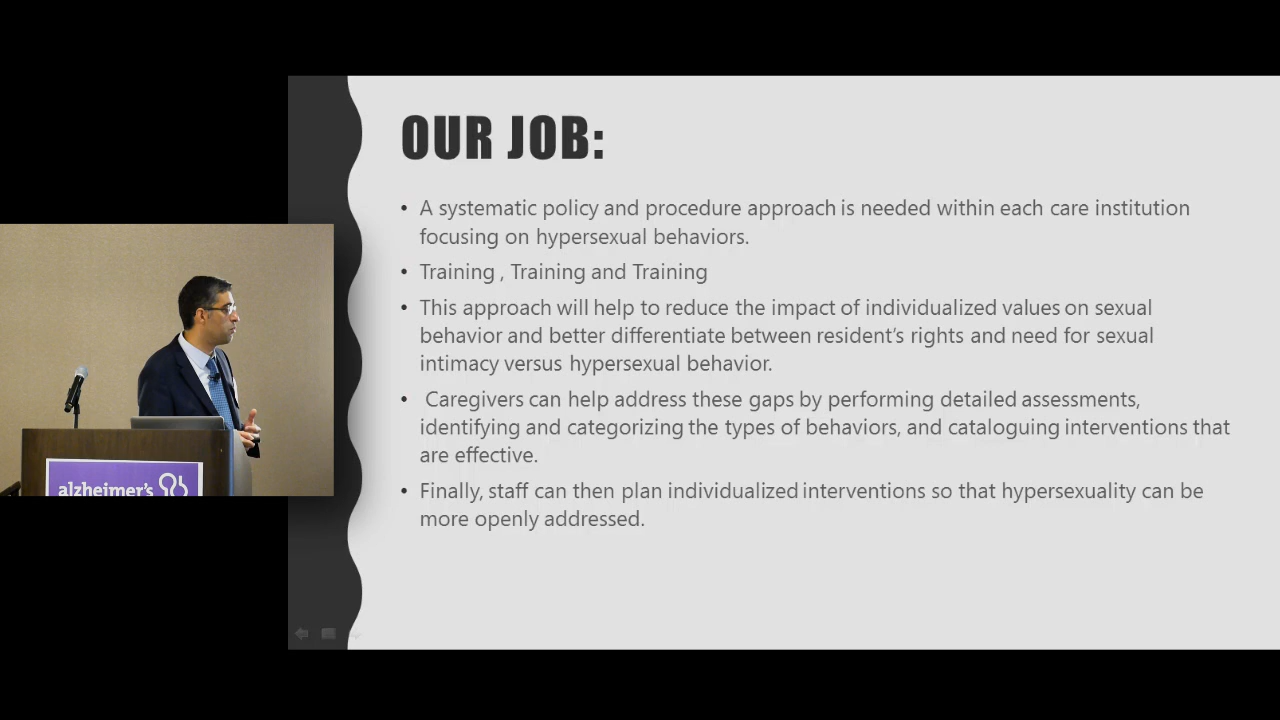 OUR JOB:
• A systematic policy and procedure approach is needed within each care institution
focusing on hypersexual behaviors.
• Training , Training and Training
• This approach will help to reduce the impact of individualized values on sexual
behavior and better differentiate between resident's rights and need for sexual
intimacy versus hypersexual behavior.
• Caregivers can help address these gaps by performing detailed assessments,
identifying and categorizing the types of behaviors, and cataloguing interventions that
are effective.
• Finally, staff can then plan individualized interventions so that hypersexuality can be
more openly addressed.
alzheimer's